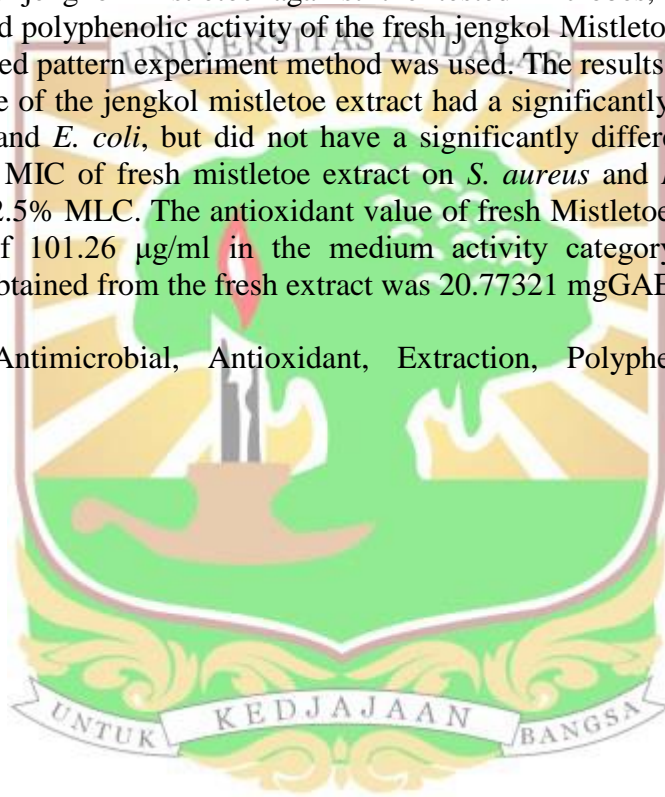 jengkol Mistletoe against the tested microbes,
d polyphenolic activity of the fresh jengkol Mistleto
UNIVERSITAS ANDALAS
ed pattern experiment method was used. The results
e of the jengkol mistletoe extract had a significantly
and E. coli, but did not have a significantly differe
MIC of fresh mistletoe extract on S. aureus and
2.5% MLC. The antioxidant value of fresh Mistletoe
f 101.26 µg/ml in the medium activity category
btained from the fresh extract was 20.77321 mgGAE
Antimicrobial, Antioxidant, Extraction, Polyphe
UNTUK KEDJAJAAN BANGSA